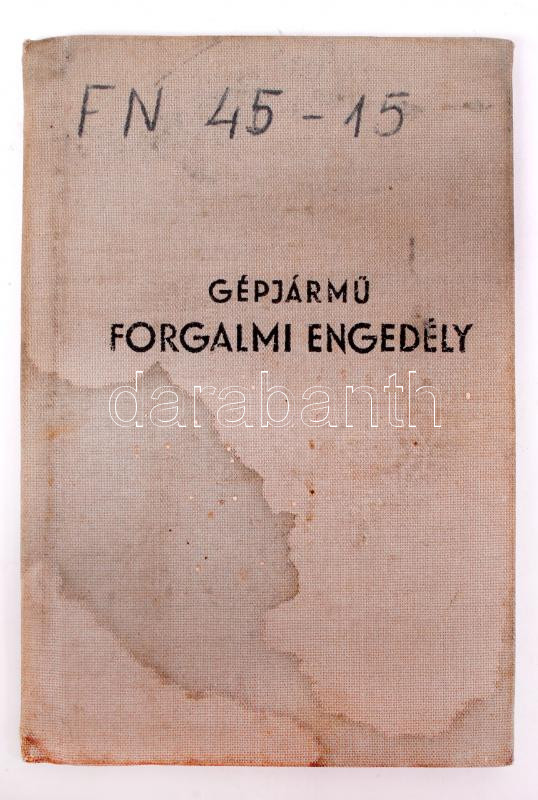 FN 45-15
GÉPJÁRMŰ
FORGALMI ENGEDÉLY
darabanth